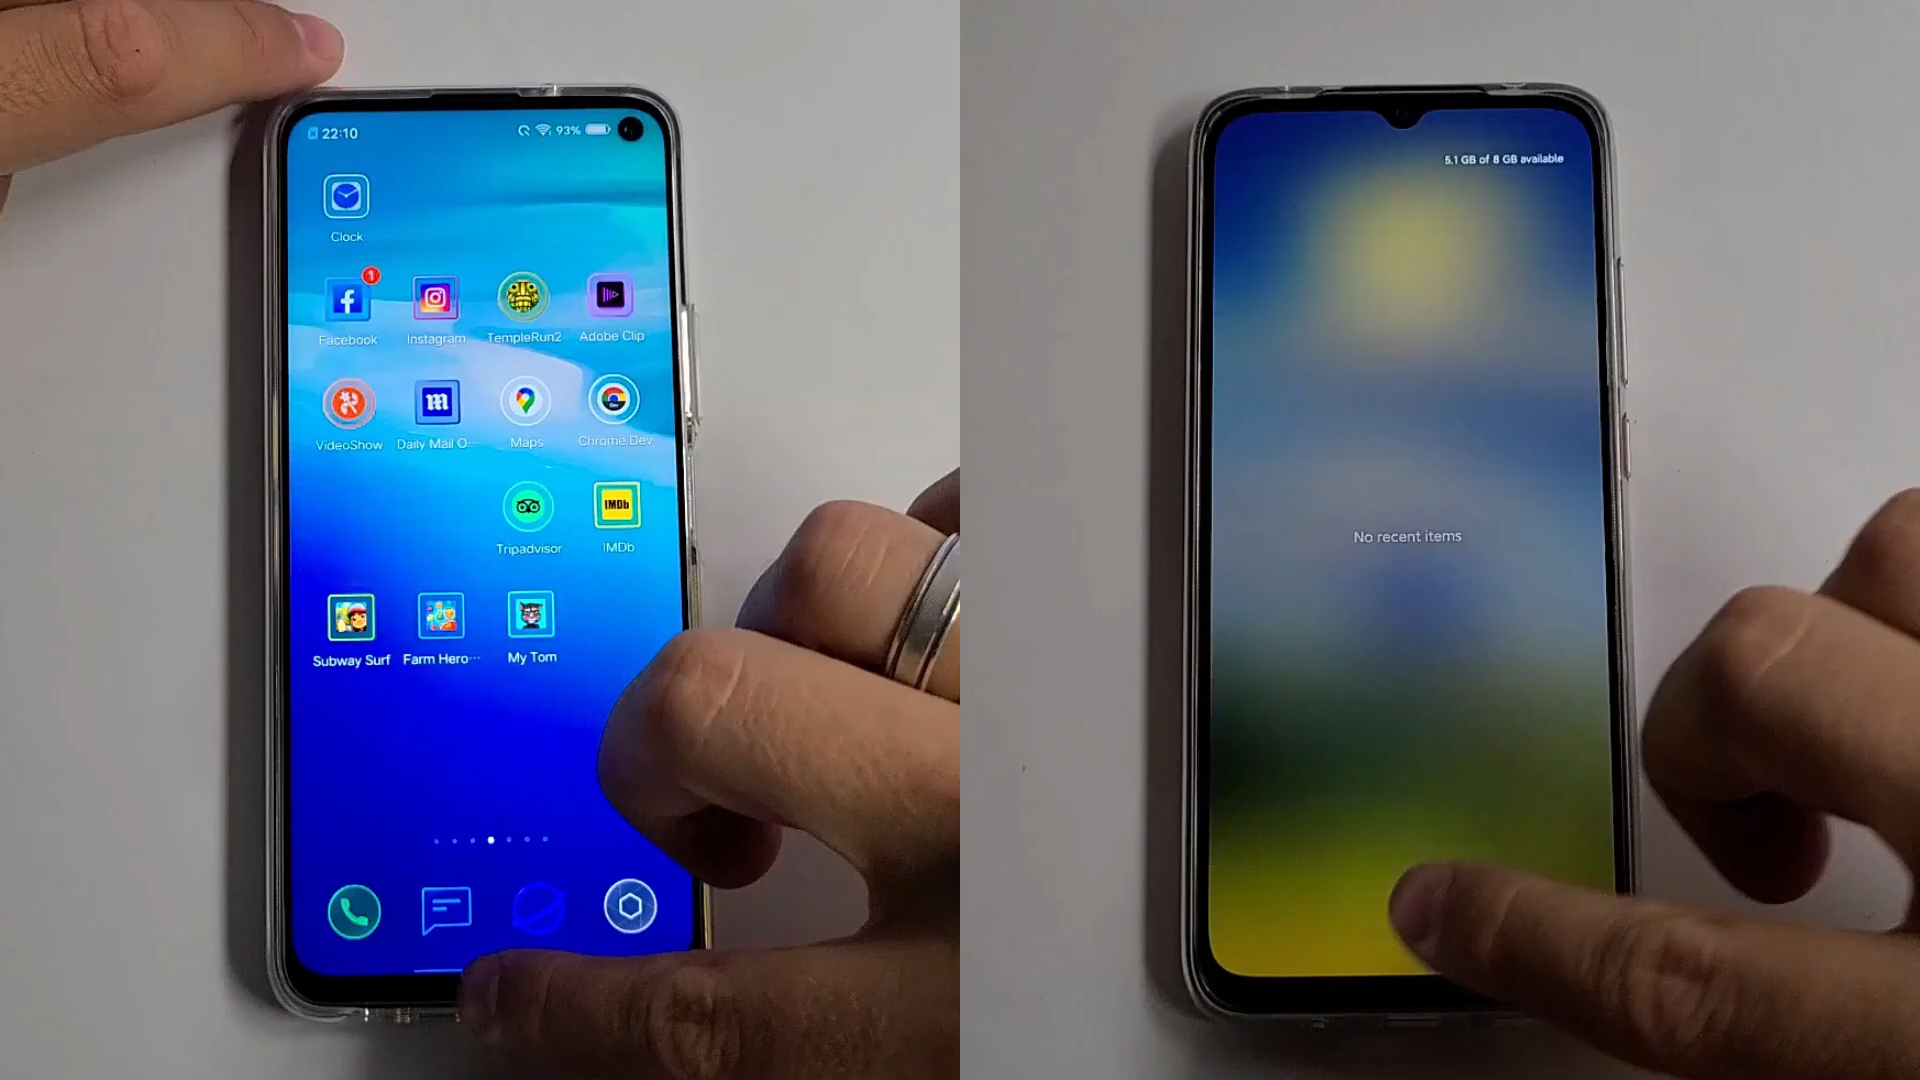 22:10
93%
Clock
1
Facebook
Instagram
TempleRun2
Adobe Clip
VideoShow
Daily Mail O···
Maps
Dev
Chrome Dev
IMDb
Tripadvisor
IMDb
Subway Surf
Farm Hero···
My Tom
5.1 GB of 8 GB available
No recent items